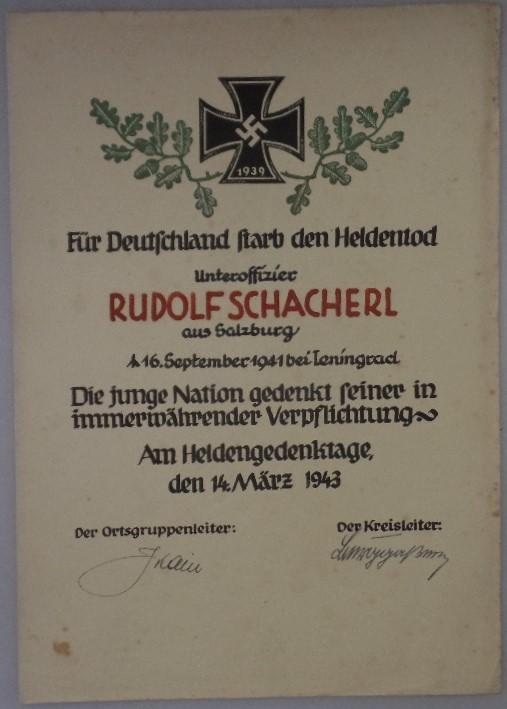 1939
Für Deutschland starb den Heldentod
Unteroffizier
RUDOLF SCHACHERL
aus Salzburg
16. September 1941 bei Leningrad
Die junge Nation gedenkt seiner in
immerwährender Verpflichtung
Am Heldengedenktage,
den 14. März 1943
Der Ortsgruppenleiter:
Der Kreisleiter: